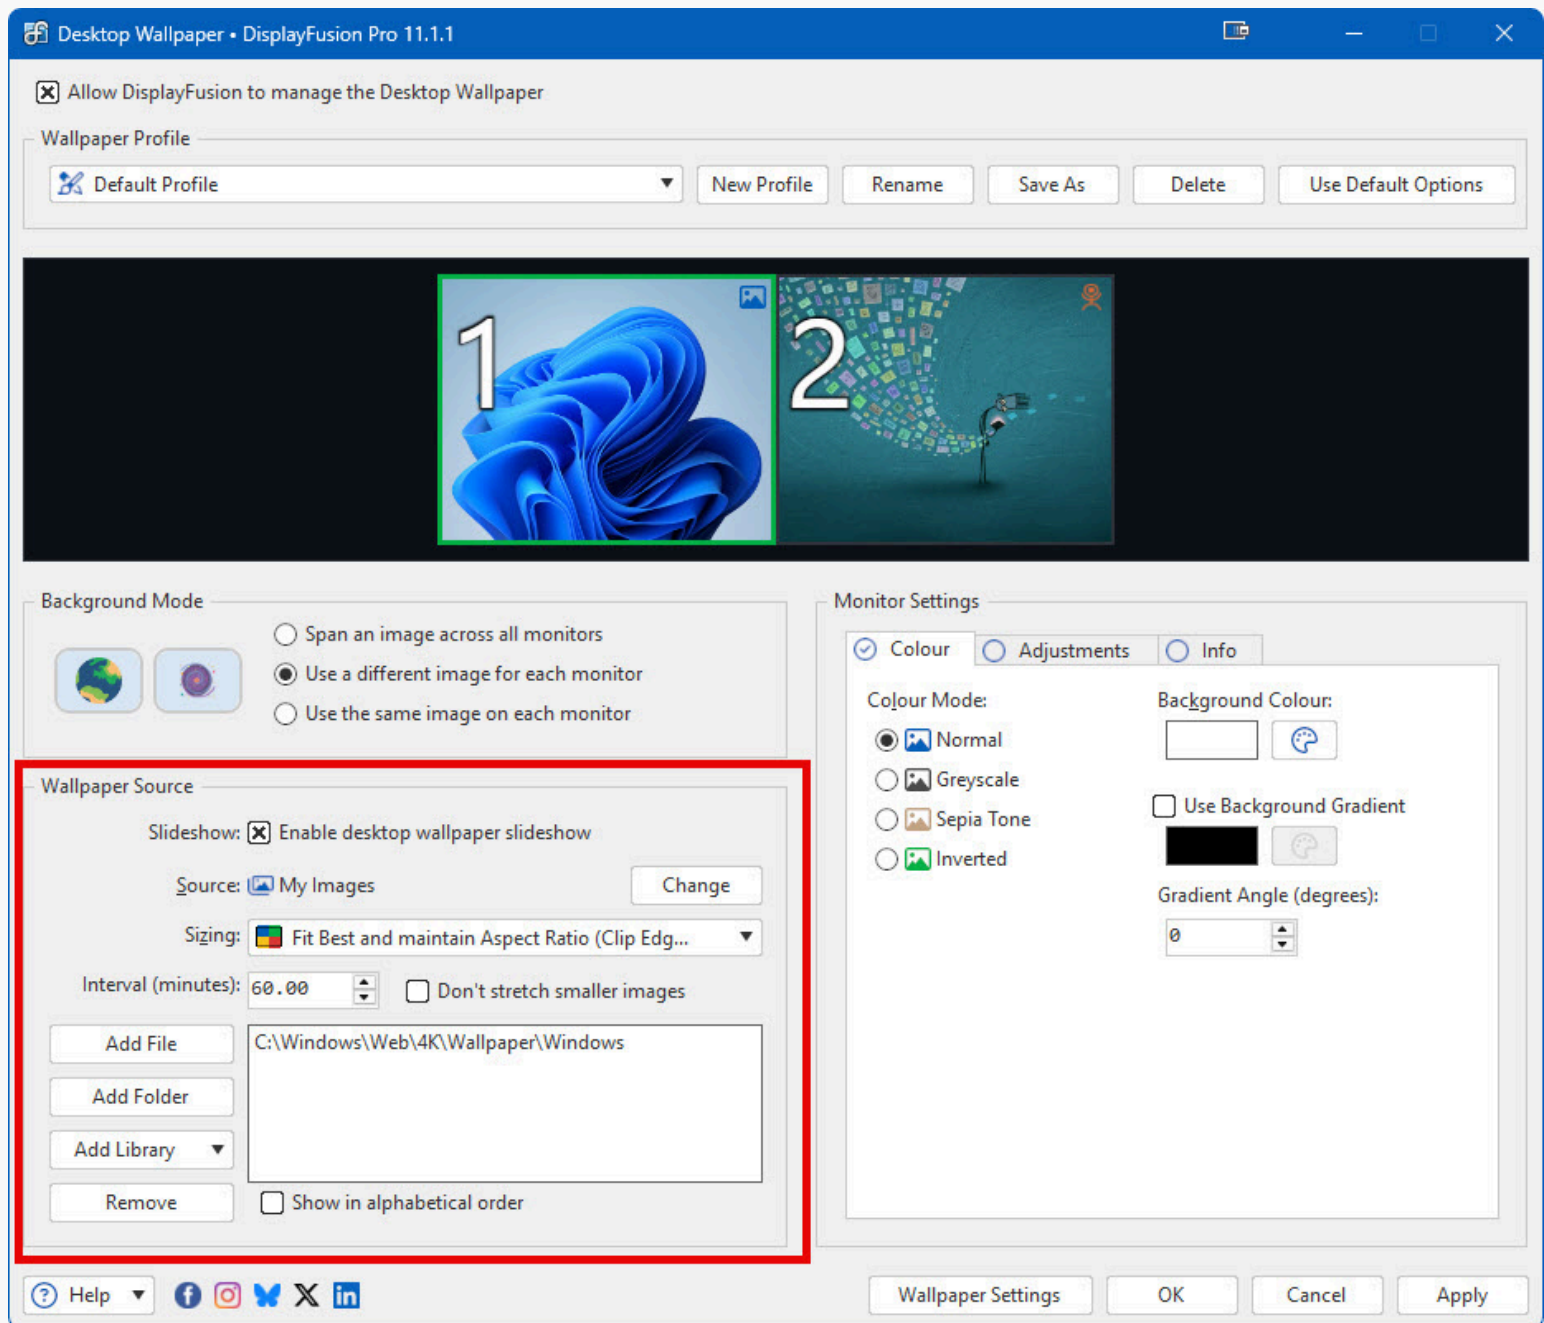 Desktop Wallpaper • DisplayFusion Pro 11.1.1
Allow DisplayFusion to manage the Desktop Wallpaper
Wallpaper Profile
Default Profile
New Profile
Rename
Save As
Delete
Use Default Options
1
2
Background Mode
Span an image across all monitors
Use a different image for each monitor
Use the same image on each monitor
Wallpaper Source
Slideshow: Enable desktop wallpaper slideshow
Source: My Images
Change
Sizing: Fit Best and maintain Aspect Ratio (Clip Edg...
Interval (minutes): 60.00
Don't stretch smaller images
Add File
Add Folder
Add Library
Remove
C:\Windows\Web\4K\Wallpaper\Windows
Show in alphabetical order
Monitor Settings
Colour
Adjustments
Info
Colour Mode:
Normal
Greyscale
Sepia Tone
Inverted
Background Colour:
Use Background Gradient
Gradient Angle (degrees):
0
Help
Wallpaper Settings
OK
Cancel
Apply